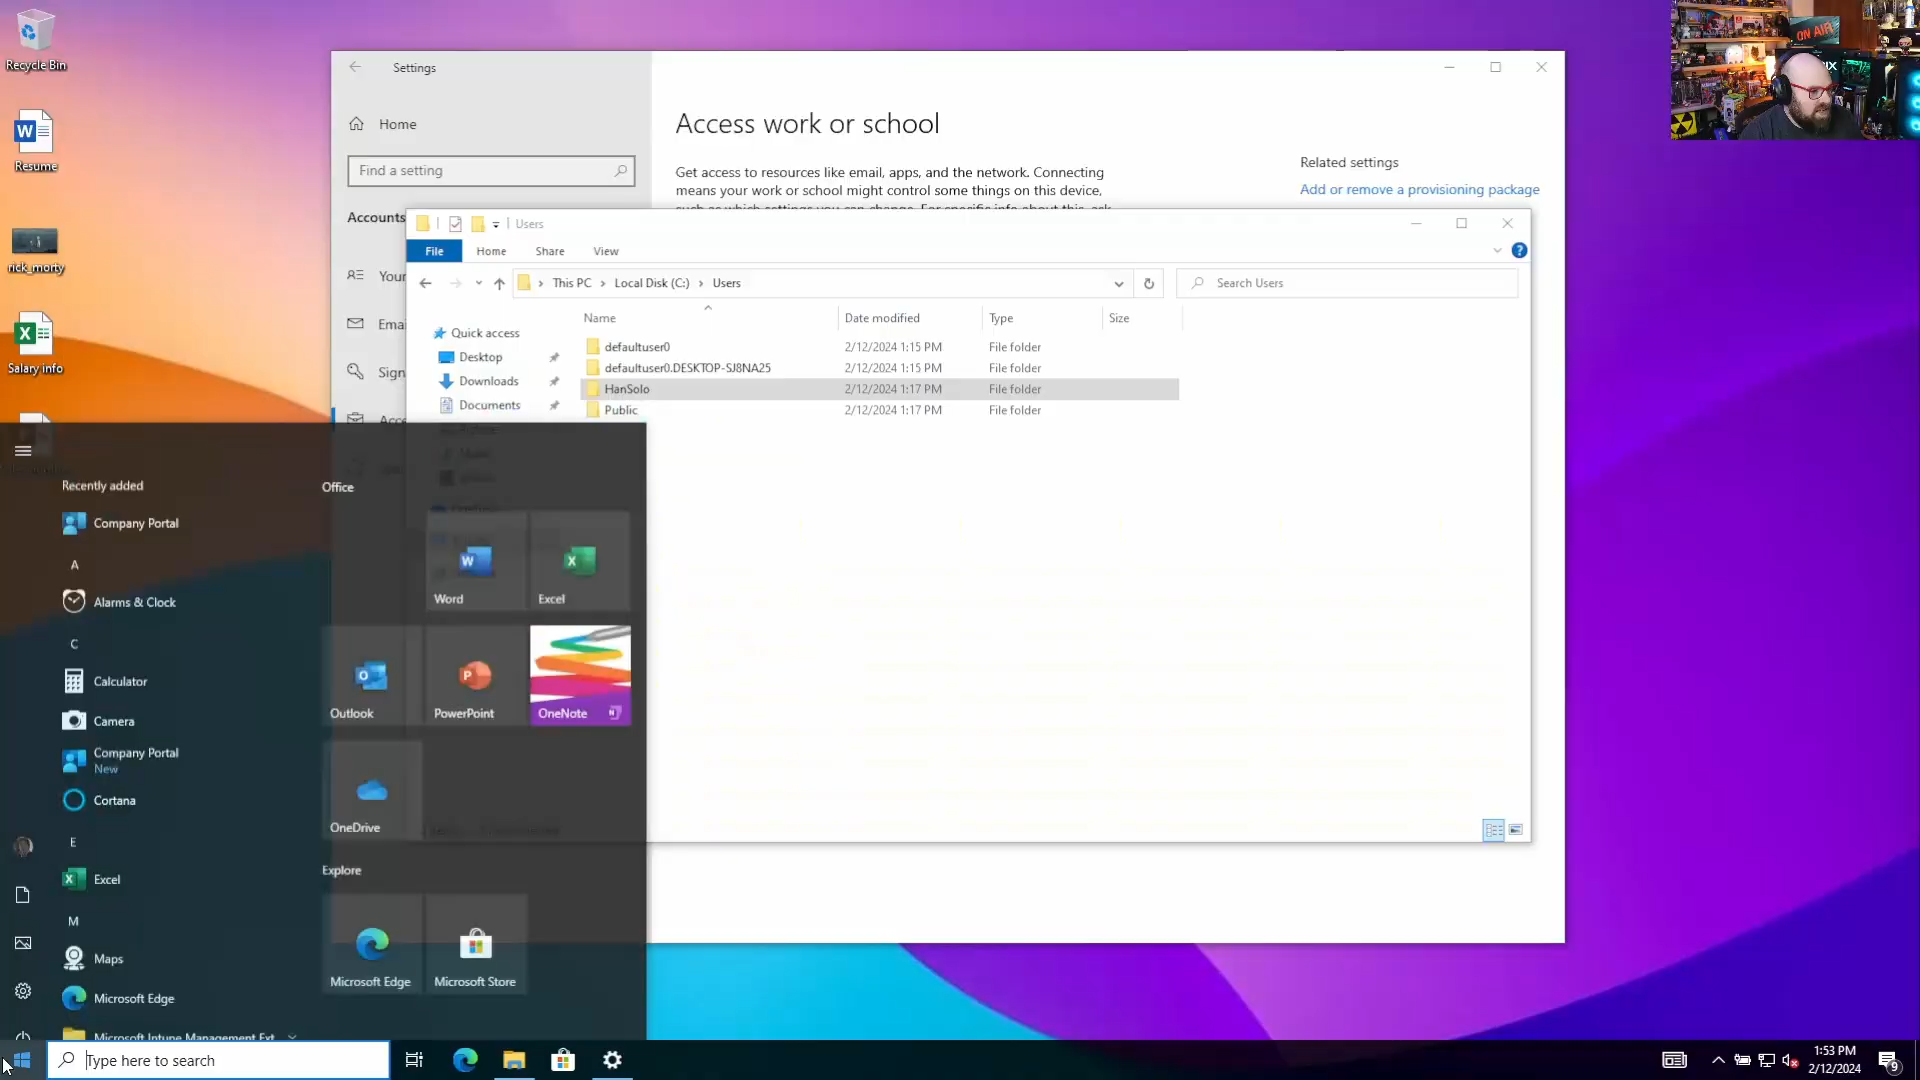 Recycle Bin
Resume
rick_morty
Salary info
Settings
Home
Find a setting
Accounts
Your
Emai
Sign
Acce
Access work or school
Get access to resources like email, apps, and the network. Connecting
means your work or school might control some things on this device,
such as which settings you can change. For specific info about this, ask
Related settings
Add or remove a provisioning package
ON AIR
Users
File
Home
Share
View
This PC
Local Disk (C:)
Users
Search Users
Quick access
Desktop
Downloads
Documents
Name
Date modified
Type
Size
defaultuser0
2/12/2024 1:15 PM
File folder
defaultuser0.DESKTOP-SJ8NA25
2/12/2024 1:15 PM
File folder
HanSolo
2/12/2024 1:17 PM
File folder
Public
2/12/2024 1:17 PM
File folder
Recently added
Company Portal
A
Alarms & Clock
C
Calculator
Camera
Company Portal
New
Cortana
E
Excel
M
Maps
Microsoft Edge
Microsoft Intune Management Ext
Office
Word
Excel
Outlook
PowerPoint
OneNote
OneDrive
Explore
Microsoft Edge
Microsoft Store
Type here to search
1:53 PM
2/12/2024
9